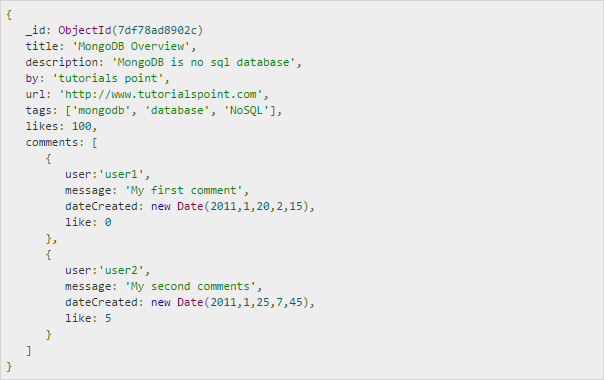 {
   _id: ObjectId(7df78ad8902c)
   title: 'MongoDB Overview',
   description: 'MongoDB is no sql database',
   by: 'tutorials point',
   url: 'http://www.tutorialspoint.com',
   tags: ['mongodb', 'database', 'NoSQL'],
   likes: 100,
   comments: [
      {
         user:'user1',
         message: 'My first comment',
         dateCreated: new Date(2011,1,20,2,15),
         like: 0
      },
      {
         user:'user2',
         message: 'My second comments',
         dateCreated: new Date(2011,1,25,7,45),
         like: 5
      }
   ]
}